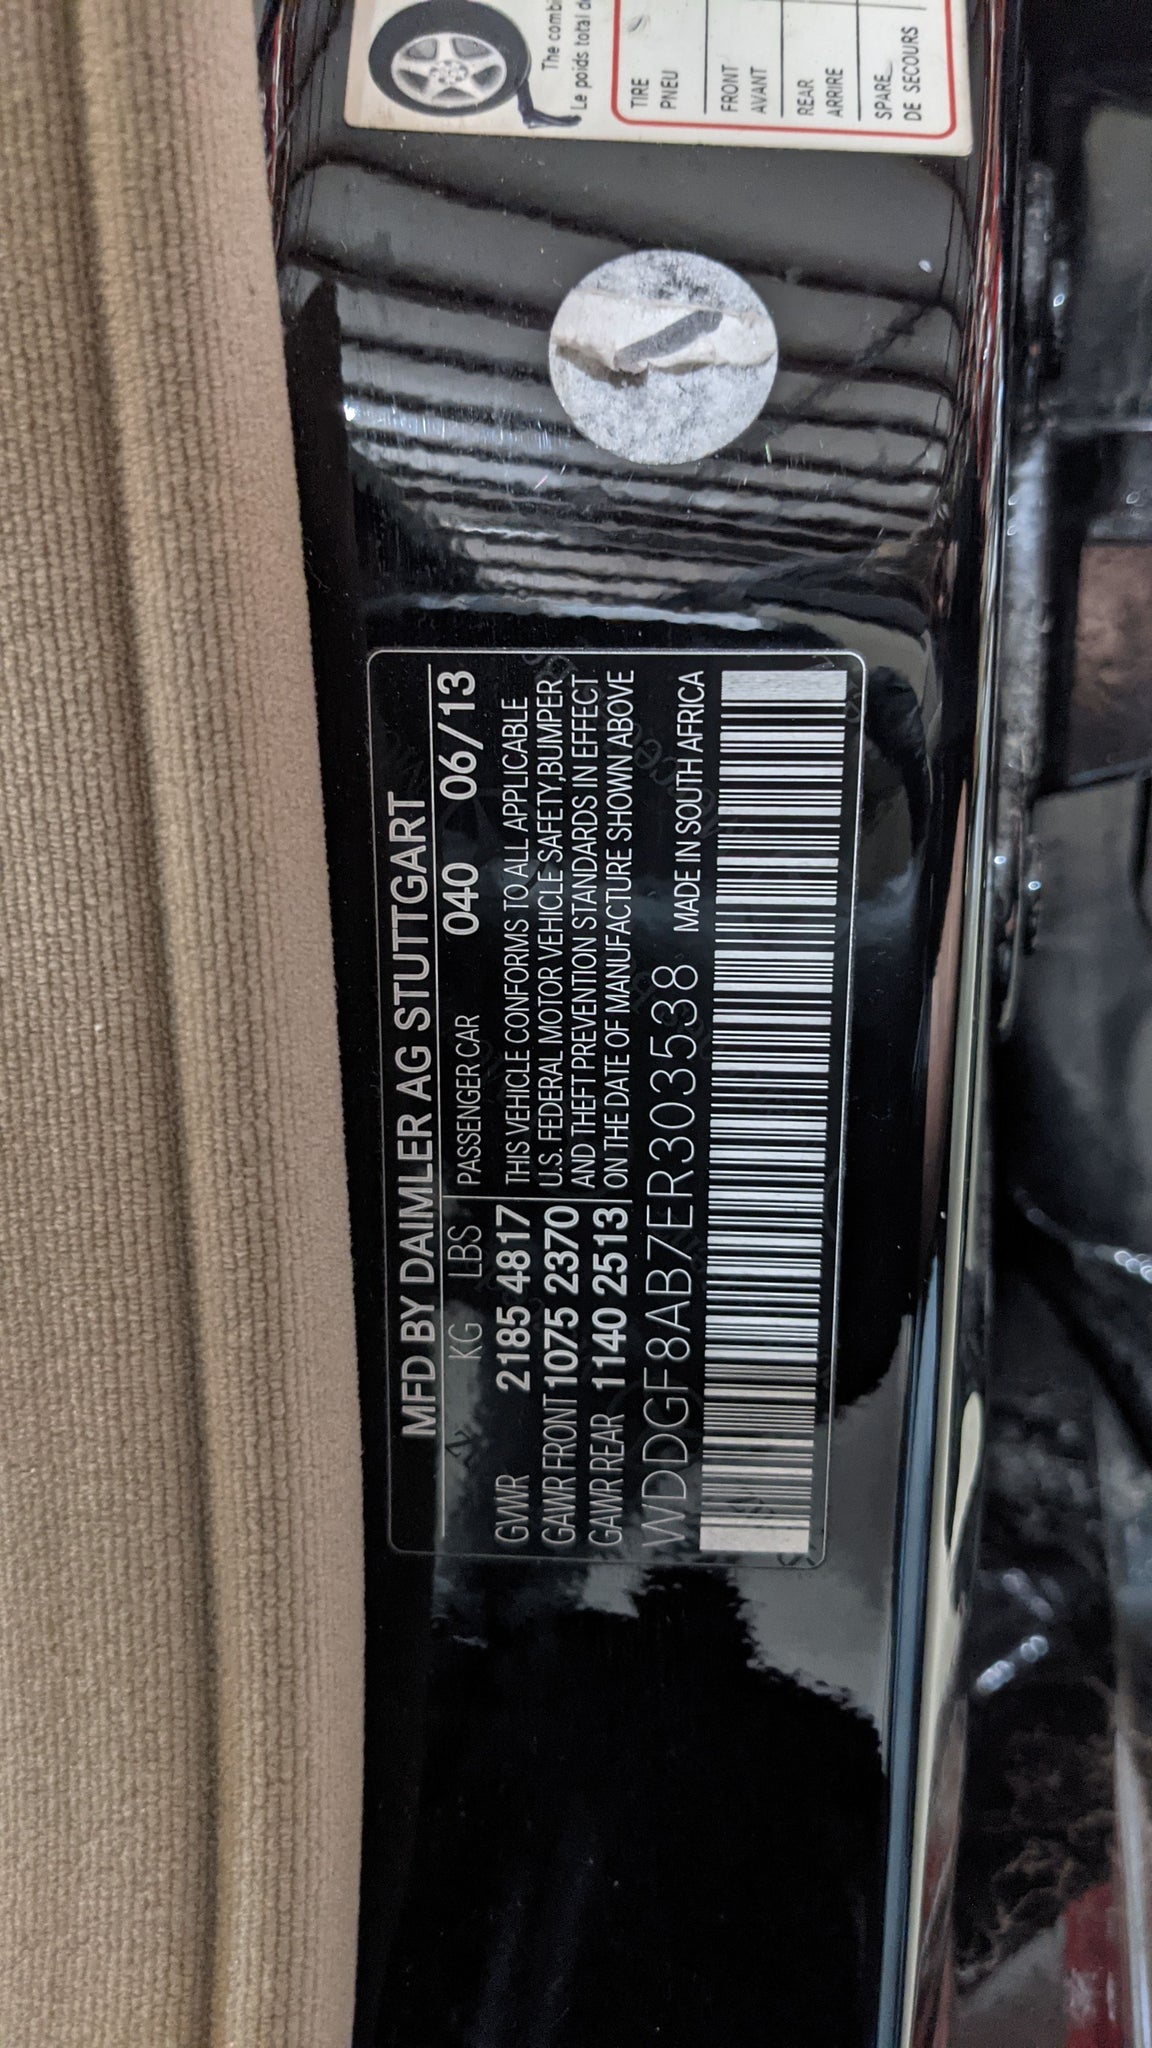 MFD BY DAIMLER AG STUTTGART
KG LBS PASSENGER CAR 040 06/13
GVWR 2185 4817 THIS VEHICLE CONFORMS TO ALL APPLICABLE
U.S. FEDERAL MOTOR VEHICLE SAFETY,BUMPER
GAWR FRONT 1075 2370 AND THEFT PREVENTION STANDARDS IN EFFECT
GAWR REAR 1140 2513 ON THE DATE OF MANUFACTURE SHOWN ABOVE
WDDGF8AB7ER303538 MADE IN SOUTH AFRICA
The
Le poids total
TIRE
PNEU
FRONT
AVANT
REAR
ARRIRE
SPARE
DE SECOURS